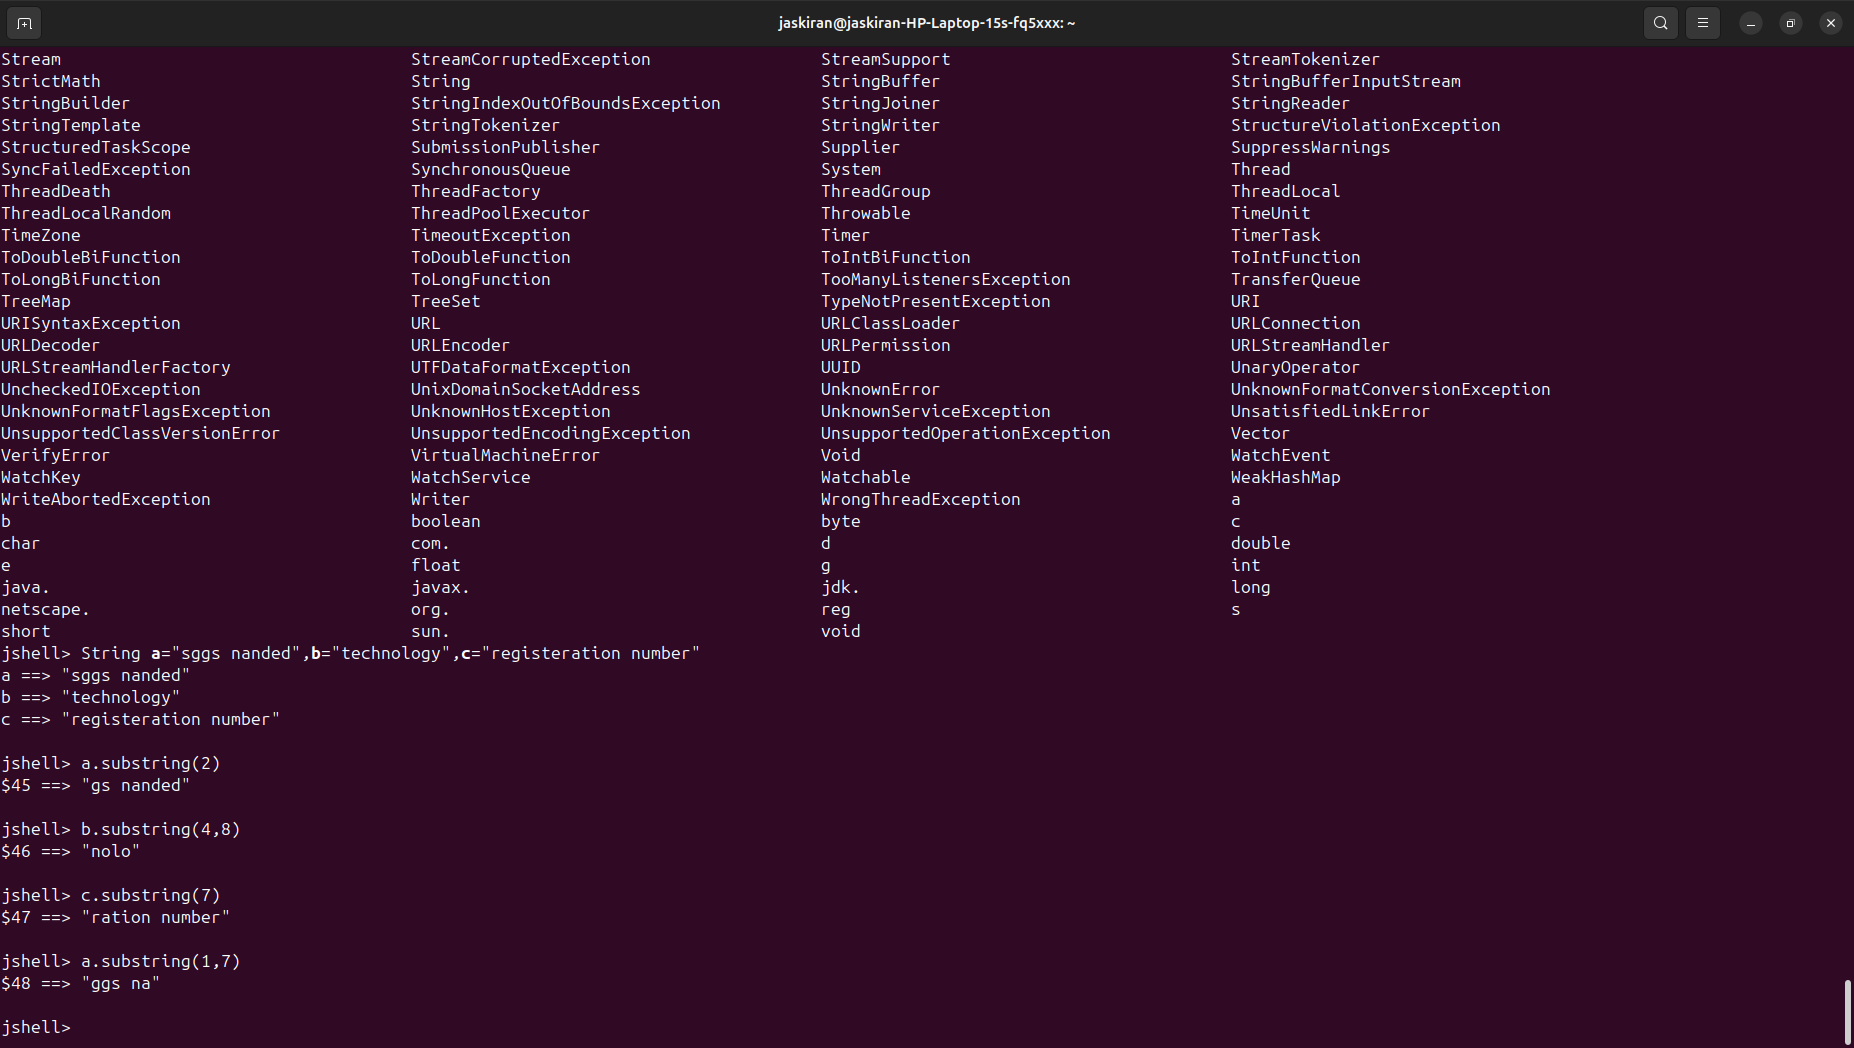 jaskiran@jaskiran-HP-Laptop-15s-fq5xxx: ~
Stream StreamCorruptedException StreamSupport StreamTokenizer
StrictMath String StringBuffer StringBufferInputStream
StringBuilder StringIndexOutOfBoundsException StringJoiner StringReader
StringTemplate StringTokenizer StringWriter StructureViolationException
StructuredTaskScope SubmissionPublisher Supplier SuppressWarnings
SyncFailedException SynchronousQueue System Thread
ThreadDeath ThreadFactory ThreadGroup ThreadLocal
ThreadLocalRandom ThreadPoolExecutor Throwable TimeUnit
TimeZone TimeoutException Timer TimerTask
ToDoubleBiFunction ToDoubleFunction ToIntBiFunction ToIntFunction
ToLongBiFunction ToLongFunction TooManyListenersException TransferQueue
TreeMap TreeSet TypeNotPresentException URI
URISyntaxException URL URLClassLoader URLConnection
URLDecoder URLEncoder URLPermission URLStreamHandler
URLStreamHandlerFactory UTFDataFormatException UUID UnaryOperator
UncheckedIOException UnixDomainSocketAddress UnknownError UnknownFormatConversionException
UnknownFormatFlagsException UnknownHostException UnknownServiceException UnsatisfiedLinkError
UnsupportedClassVersionError UnsupportedEncodingException UnsupportedOperationException Vector
VerifyError VirtualMachineError Void WatchEvent
WatchKey WatchService Watchable WeakHashMap
WriteAbortedException Writer WrongThreadException a
b boolean byte c
char com. d double
e float g int
java. javax. jdk. long
netscape. org. reg s
short sun. void
jshell> String a="sggs nanded",b="technology",c="registeration number"
a ==> "sggs nanded"
b ==> "technology"
c ==> "registeration number"
jshell> a.substring(2)
$45 ==> "gs nanded"
jshell> b.substring(4,8)
$46 ==> "nolo"
jshell> c.substring(7)
$47 ==> "ration number"
jshell> a.substring(1,7)
$48 ==> "ggs na"
jshell>